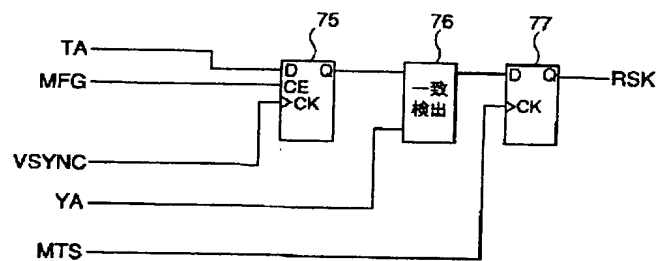 75
76
77
TA
MFG
VSYNC
YA
MTS
D Q
CE
CK
一致
検出
D Q
CK
RSK